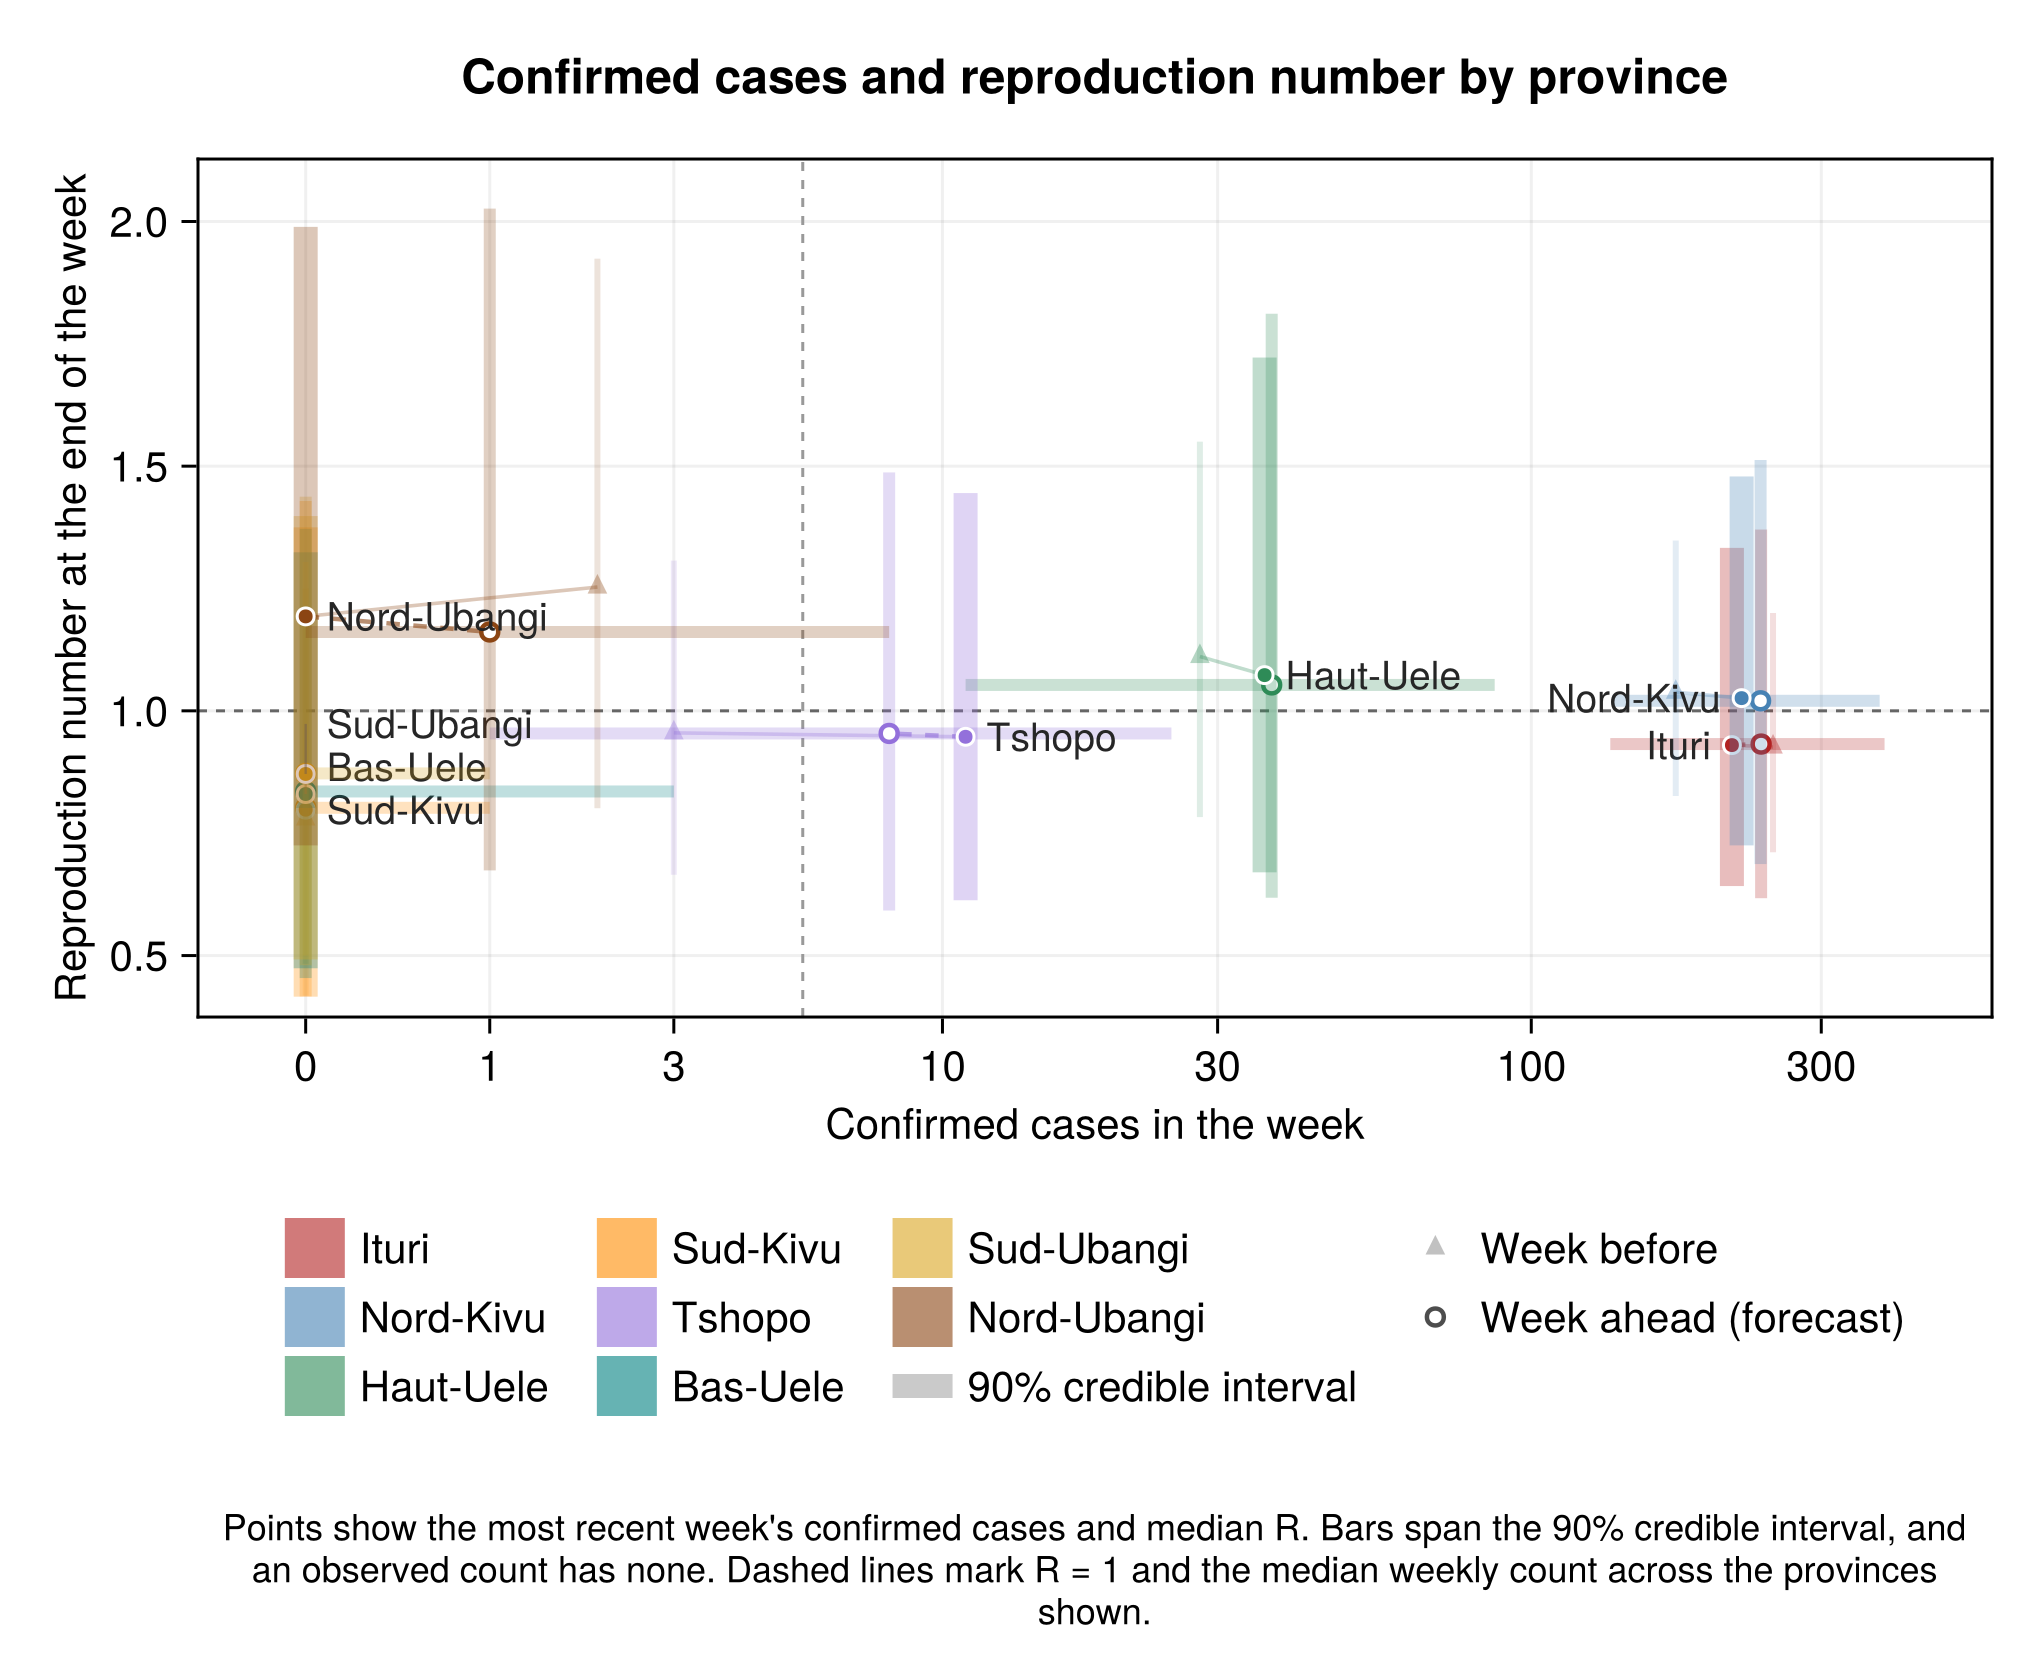 Confirmed cases and reproduction number by province
Reproduction number at the end of the week
2.0
1.5
1.0
0.5
Nord-Ubangi
Sud-Ubangi
Bas-Uele
Sud-Kivu
Tshopo
Haut-Uele
Nord-Kivu
Ituri
0 1 3 10 30 100 300
Confirmed cases in the week
Ituri Sud-Kivu Sud-Ubangi Week before
Nord-Kivu Tshopo Nord-Ubangi Week ahead (forecast)
Haut-Uele Bas-Uele 90% credible interval
Points show the most recent week's confirmed cases and median R. Bars span the 90% credible interval, and
an observed count has none. Dashed lines mark R = 1 and the median weekly count across the provinces
shown.